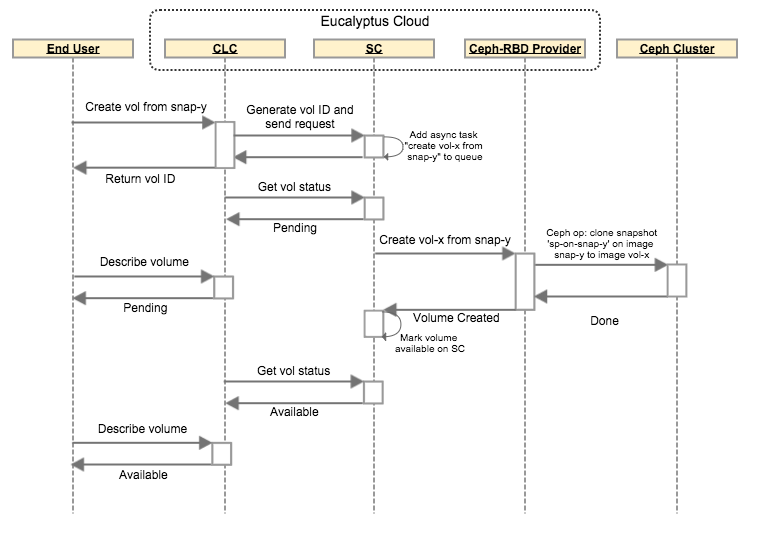 Eucalyptus Cloud
End User
CLC
SC
Ceph-RBD Provider
Ceph Cluster
Create vol from snap-y
Generate vol ID and
send request
Add async task
"create vol-x from
snap-y" to queue
Return vol ID
Get vol status
Pending
Create vol-x from snap-y
Ceph op: clone snapshot
'sp-on-snap-y' on image
snap-y to image vol-x
Describe volume
Pending
Volume Created
Done
Mark volume
available on SC
Get vol status
Available
Describe volume
Available